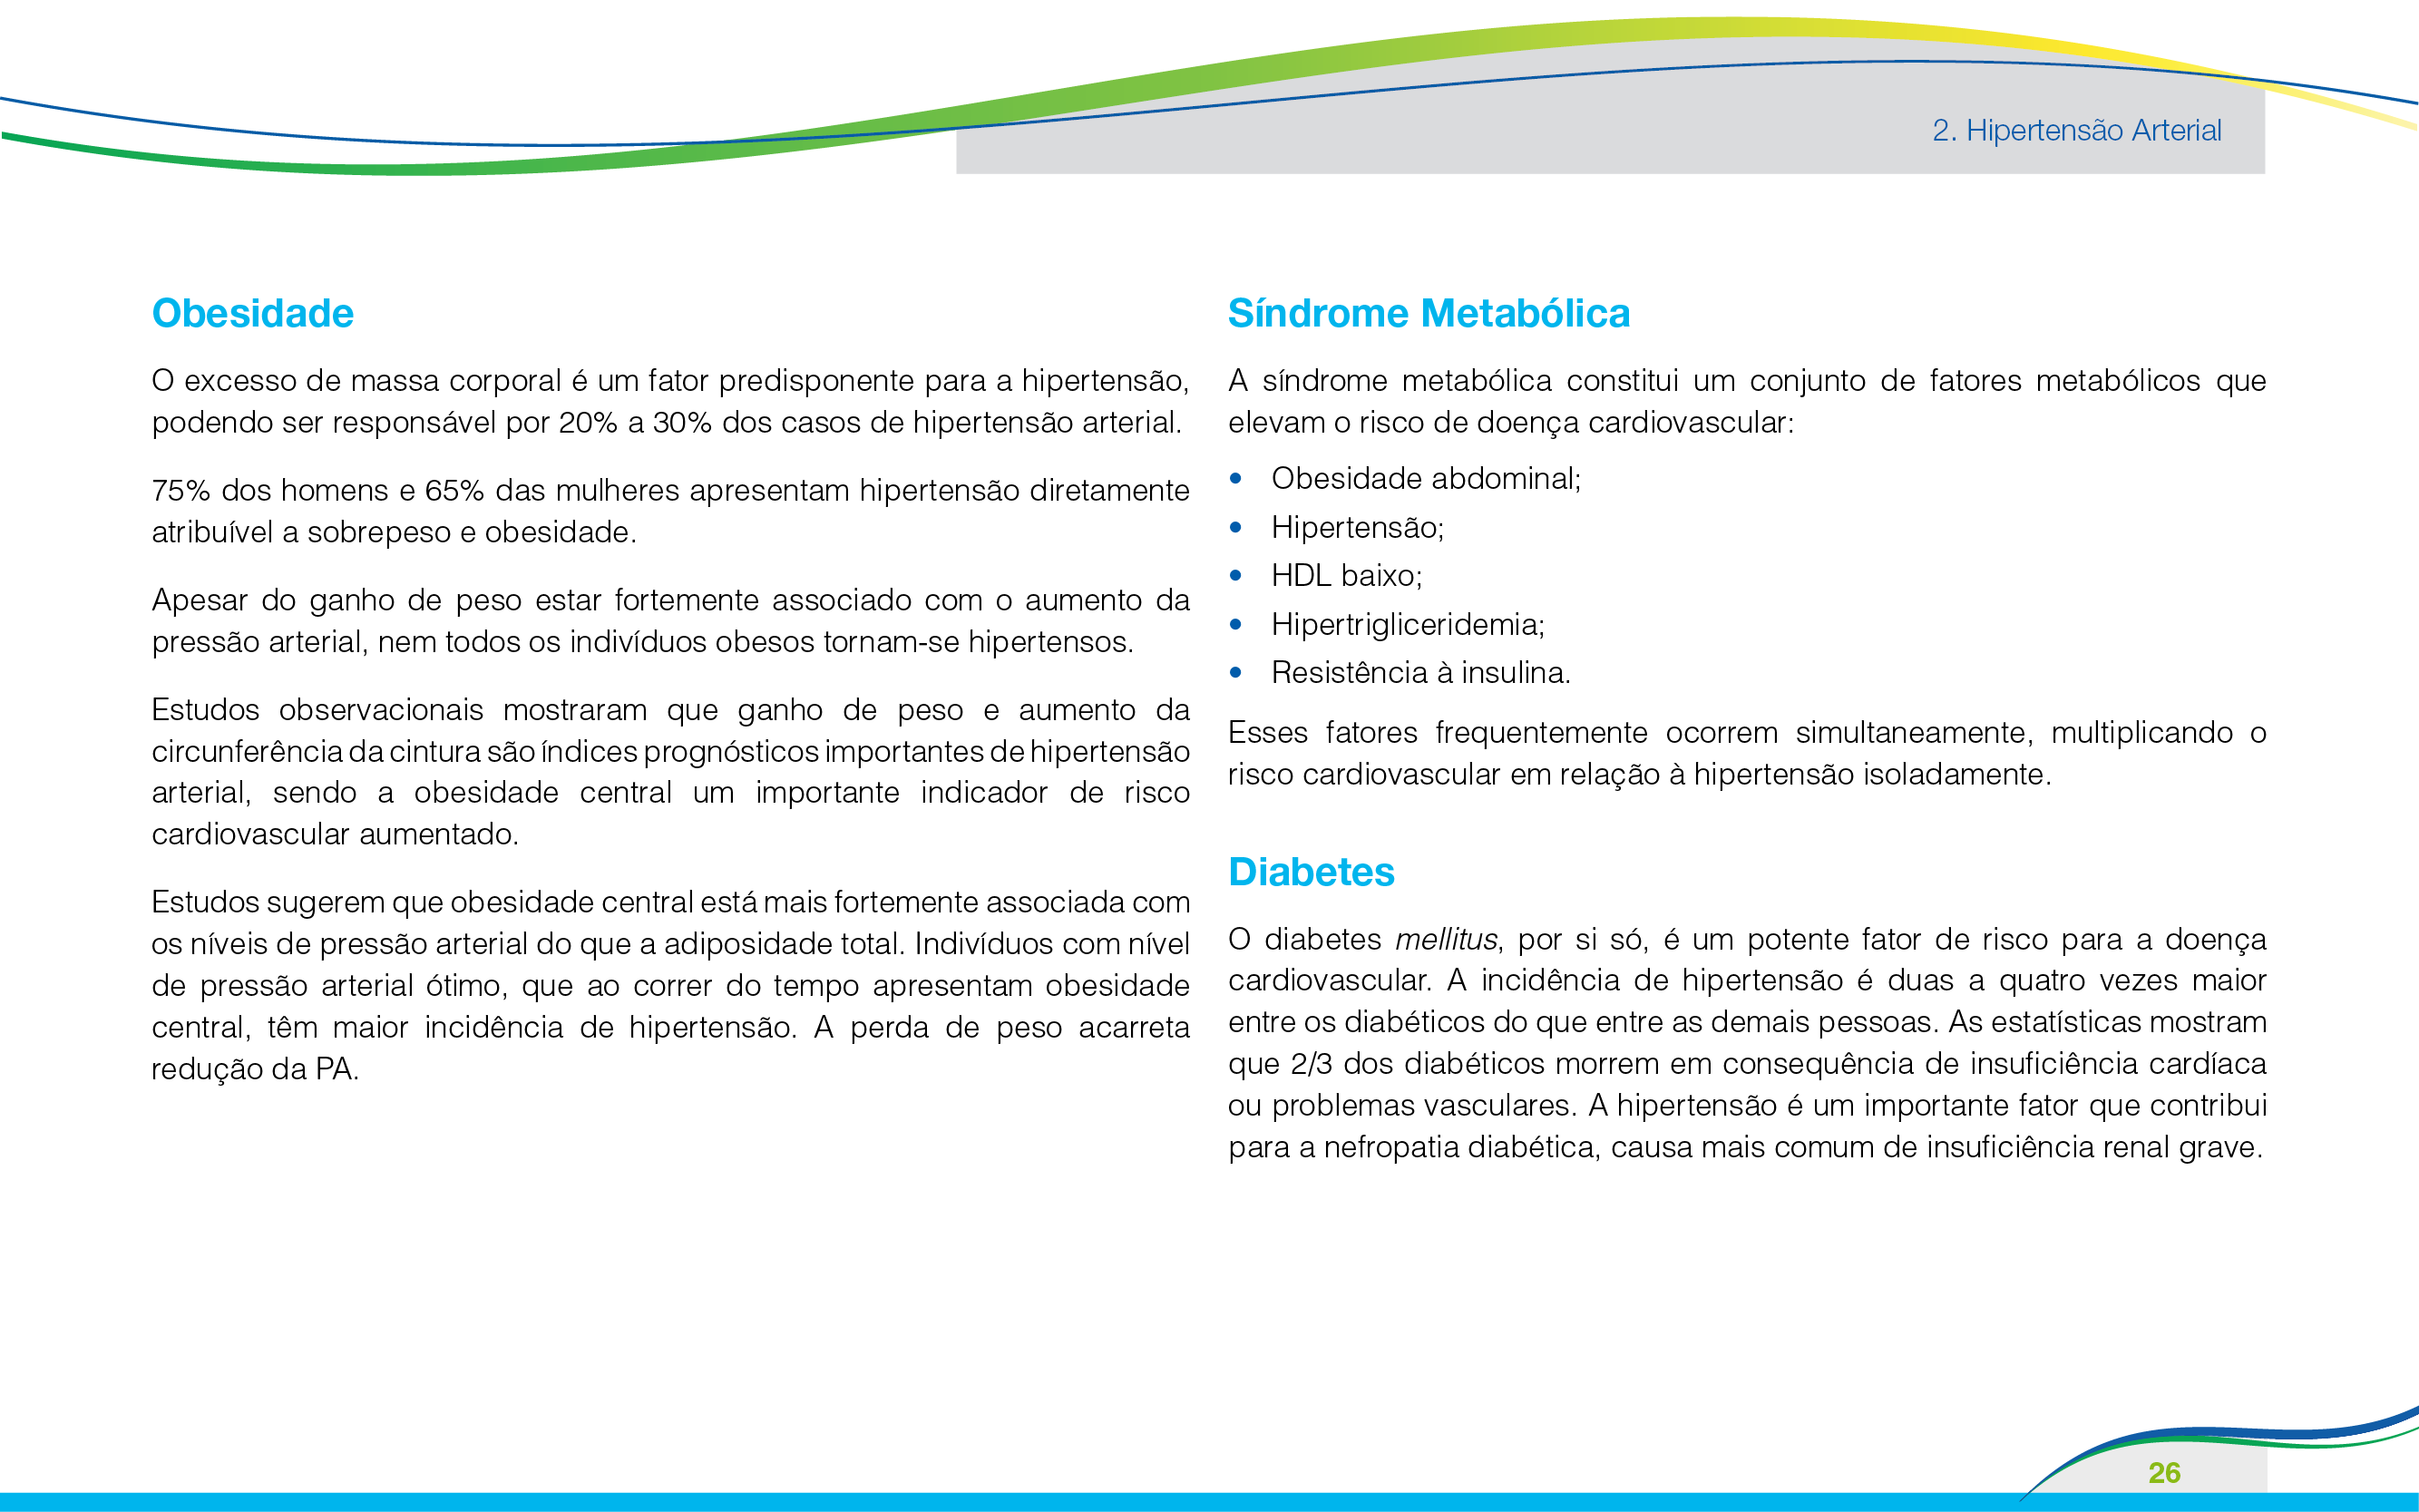 2. Hipertensão Arterial
Obesidade
O excesso de massa corporal é um fator predisponente para a hipertensão,
podendo ser responsável por 20% a 30% dos casos de hipertensão arterial.
75% dos homens e 65% das mulheres apresentam hipertensão diretamente
atribuível a sobrepeso e obesidade.
Apesar do ganho de peso estar fortemente associado com o aumento da
pressão arterial, nem todos os indivíduos obesos tornam-se hipertensos.
Estudos observacionais mostraram que ganho de peso e aumento da
circunferência da cintura são índices prognósticos importantes de hipertensão
arterial, sendo a obesidade central um importante indicador de risco
cardiovascular aumentado.
Estudos sugerem que obesidade central está mais fortemente associada com
os níveis de pressão arterial do que a adiposidade total. Indivíduos com nível
de pressão arterial ótimo, que ao correr do tempo apresentam obesidade
central, têm maior incidência de hipertensão. A perda de peso acarreta
redução da PA.
Síndrome Metabólica
A síndrome metabólica constitui um conjunto de fatores metabólicos que
elevam o risco de doença cardiovascular:
• Obesidade abdominal;
• Hipertensão;
• HDL baixo;
• Hipertrigliceridemia;
• Resistência à insulina.
Esses fatores frequentemente ocorrem simultaneamente, multiplicando o
risco cardiovascular em relação à hipertensão isoladamente.
Diabetes
O diabetes mellitus, por si só, é um potente fator de risco para a doença
cardiovascular. A incidência de hipertensão é duas a quatro vezes maior
entre os diabéticos do que entre as demais pessoas. As estatísticas mostram
que 2/3 dos diabéticos morrem em consequência de insuficiência cardíaca
ou problemas vasculares. A hipertensão é um importante fator que contribui
para a nefropatia diabética, causa mais comum de insuficiência renal grave.
26